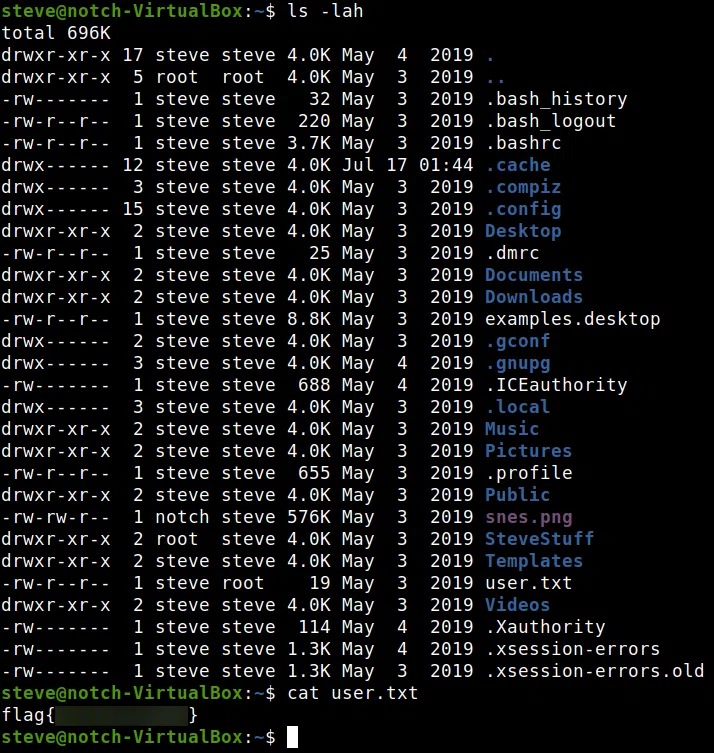 steve@notch-VirtualBox:~$ ls -lah
total 696K
drwxr-xr-x 17 steve steve 4.0K May  4  2019 .
drwxr-xr-x  5 root  root  4.0K May  3  2019 ..
-rw-------  1 steve steve   32 May  3  2019 .bash_history
-rw-r--r--  1 steve steve  220 May  3  2019 .bash_logout
-rw-r--r--  1 steve steve 3.7K May  3  2019 .bashrc
drwx------ 12 steve steve 4.0K Jul 17 01:44 .cache
drwx------  3 steve steve 4.0K May  3  2019 .compiz
drwx------ 15 steve steve 4.0K May  3  2019 .config
drwxr-xr-x  2 steve steve 4.0K May  3  2019 Desktop
-rw-r--r--  1 steve steve   25 May  3  2019 .dmrc
drwxr-xr-x  2 steve steve 4.0K May  3  2019 Documents
drwxr-xr-x  2 steve steve 4.0K May  3  2019 Downloads
-rw-r--r--  1 steve steve 8.8K May  3  2019 examples.desktop
drwx------  2 steve steve 4.0K May  3  2019 .gconf
drwx------  3 steve steve 4.0K May  4  2019 .gnupg
-rw-------  1 steve steve  688 May  4  2019 .ICEauthority
drwx------  3 steve steve 4.0K May  3  2019 .local
drwxr-xr-x  2 steve steve 4.0K May  3  2019 Music
drwxr-xr-x  2 steve steve 4.0K May  3  2019 Pictures
-rw-r--r--  1 steve steve  655 May  3  2019 .profile
drwxr-xr-x  2 steve steve 4.0K May  3  2019 Public
-rw-rw-r--  1 notch steve 576K May  3  2019 snes.png
drwxr-xr-x  2 root  steve 4.0K May  3  2019 SteveStuff
drwxr-xr-x  2 steve steve 4.0K May  3  2019 Templates
-rw-r--r--  1 steve root    19 May  3  2019 user.txt
drwxr-xr-x  2 steve steve 4.0K May  3  2019 Videos
-rw-------  1 steve steve  114 May  4  2019 .Xauthority
-rw-------  1 steve steve 1.3K May  4  2019 .xsession-errors
-rw-------  1 steve steve 1.3K May  3  2019 .xsession-errors.old
steve@notch-VirtualBox:~$ cat user.txt
flag{ }
steve@notch-VirtualBox:~$